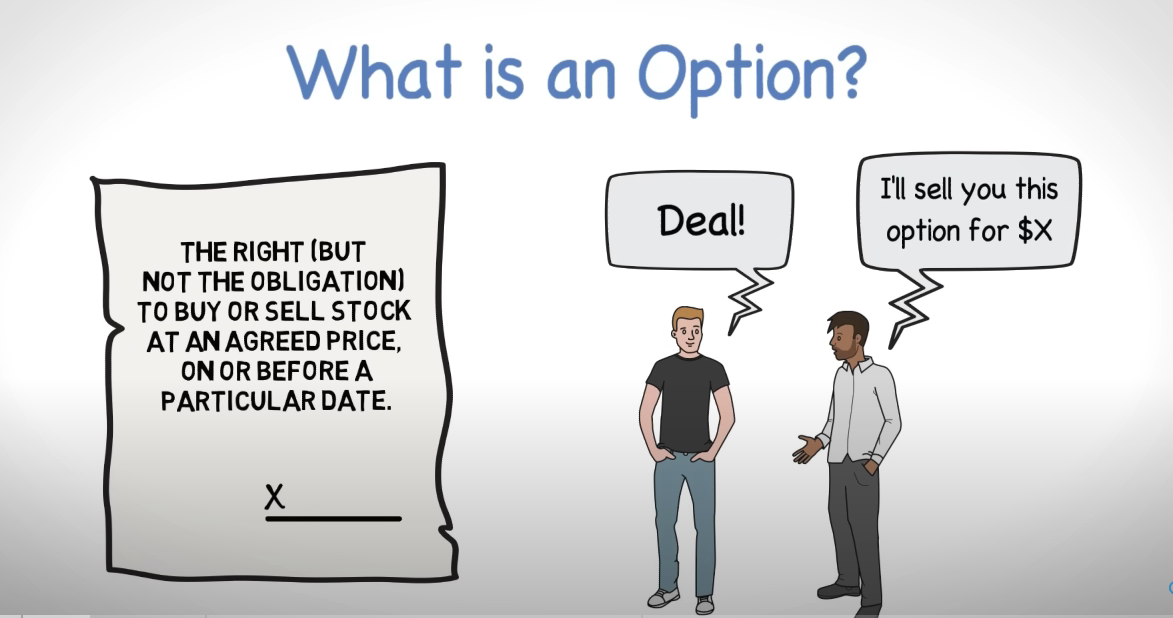 What is an Option?
THE RIGHT (BUT
NOT THE OBLIGATION)
TO BUY OR SELL STOCK
AT AN AGREED PRICE,
ON OR BEFORE A
PARTICULAR DATE.
X
Deal!
I'll sell you this
option for $X